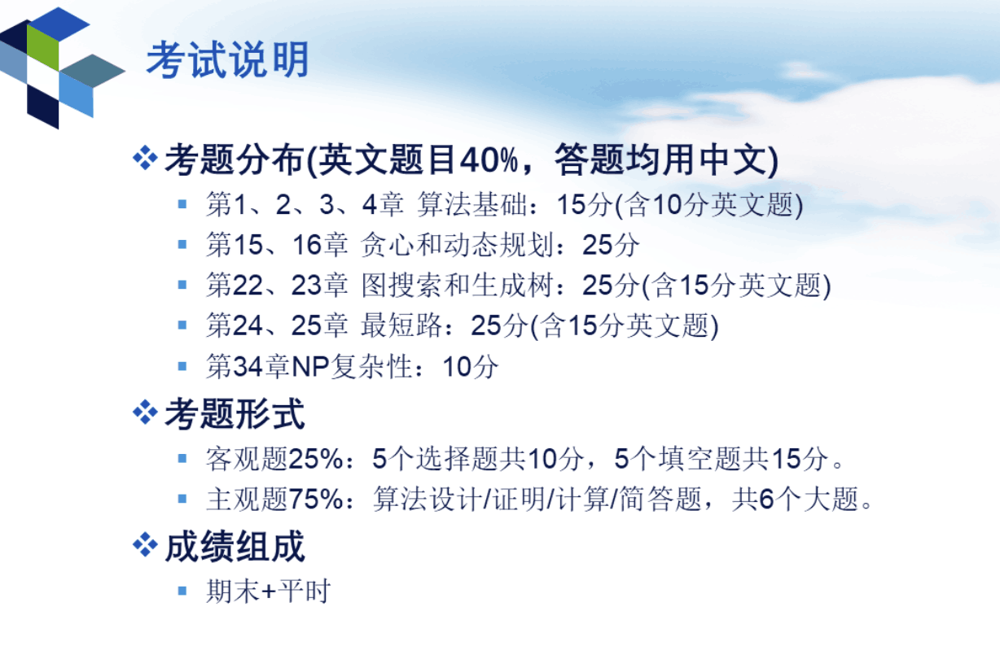 考试说明
考题分布(英文题目40%，答题均用中文)
第1、2、3、4章 算法基础：15分(含10分英文题)
第15、16章 贪心和动态规划：25分
第22、23章 图搜索和生成树：25分(含15分英文题)
第24、25章 最短路：25分(含15分英文题)
第34章NP复杂性：10分
考题形式
客观题25%：5个选择题共10分，5个填空题共15分。
主观题75%：算法设计/证明/计算/简答题，共6个大题。
成绩组成
期末+平时